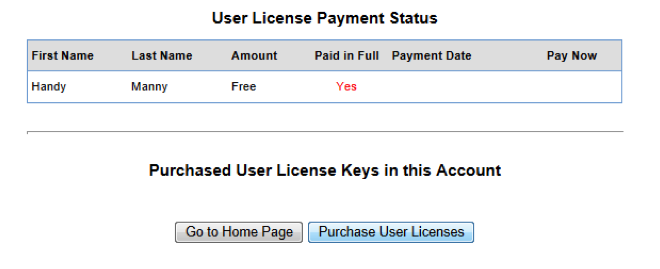 User License Payment Status
First Name Last Name Amount Paid in Full Payment Date Pay Now
Handy Manny Free Yes
Purchased User License Keys in this Account
Go to Home Page Purchase User Licenses